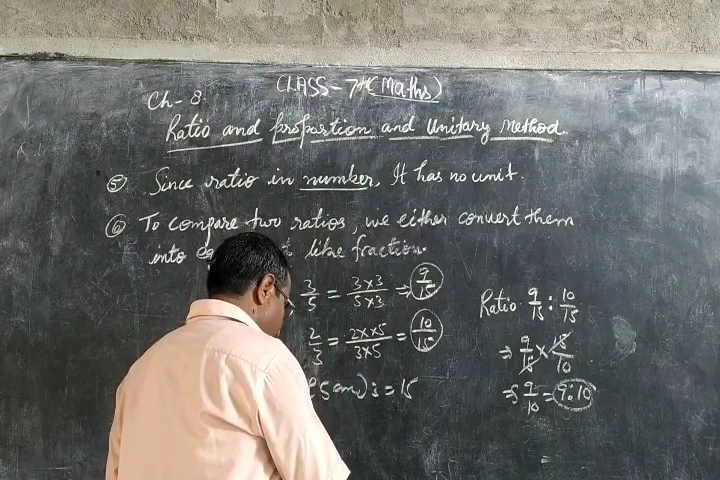 CLASS-7th (Maths)
Ch-8
Ratio and proportion and Unitary Method.
⑤ Since ratio in number, It has no unit.
⑥ To compare two ratios, we either convert them
into like fraction.
3/5 = 3×3/5×3 ⇒ 9/15
2/3 = 2××5/3×5 = 10/15
= 15
Ratio 9/15 : 10/15
⇒ 9/15 × 15/10
⇒ 9/10 = 9:10